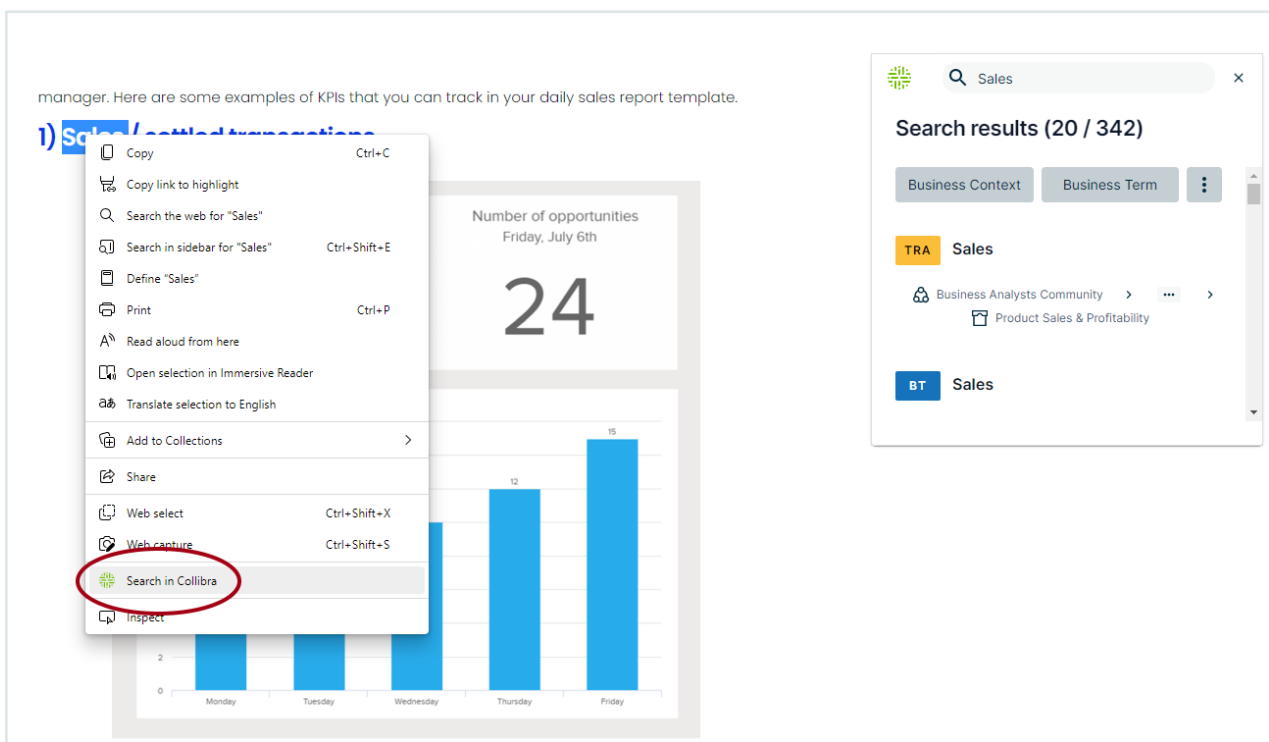 manager. Here are some examples of KPIs that you can track in your daily sales report template.
1) Sales / settled transactions
Copy Ctrl+C
Copy link to highlight
Search the web for "Sales"
Search in sidebar for "Sales" Ctrl+Shift+E
Define "Sales"
Print Ctrl+P
Read aloud from here
Open selection in Immersive Reader
Translate selection to English
Add to Collections
Share
Web select Ctrl+Shift+X
Web capture Ctrl+Shift+S
Search in Collibra
Inspect
Number of opportunities
Friday, July 6th
24
15
12
2
0
Monday Tuesday Wednesday Thursday Friday
Sales
Search results (20 / 342)
Business Context Business Term
TRA Sales
Business Analysts Community > ... >
Product Sales & Profitability
BT Sales